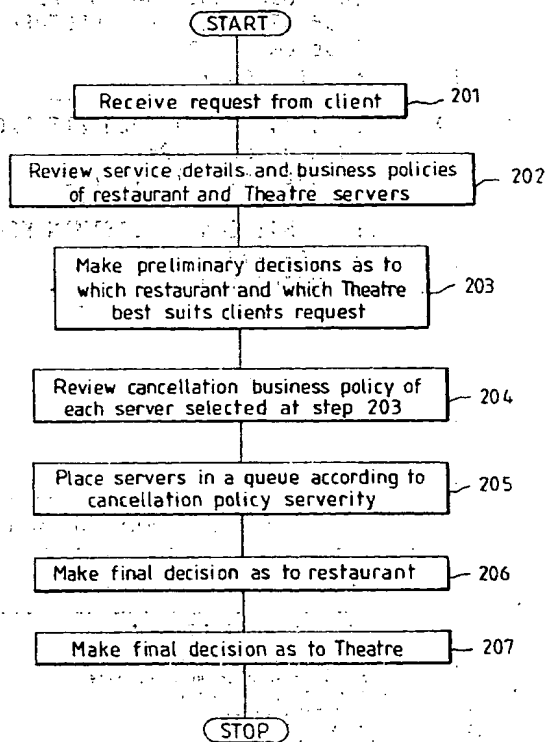 START
Receive request from client
201
Review service details and business policies
of restaurant and Theatre servers
202
Make preliminary decisions as to
which restaurant and which Theatre
best suits clients request
203
Review cancellation business policy of
each server selected at step 203
204
Place servers in a queue according to
cancellation policy serverity
205
Make final decision as to restaurant
206
Make final decision as to Theatre
207
STOP